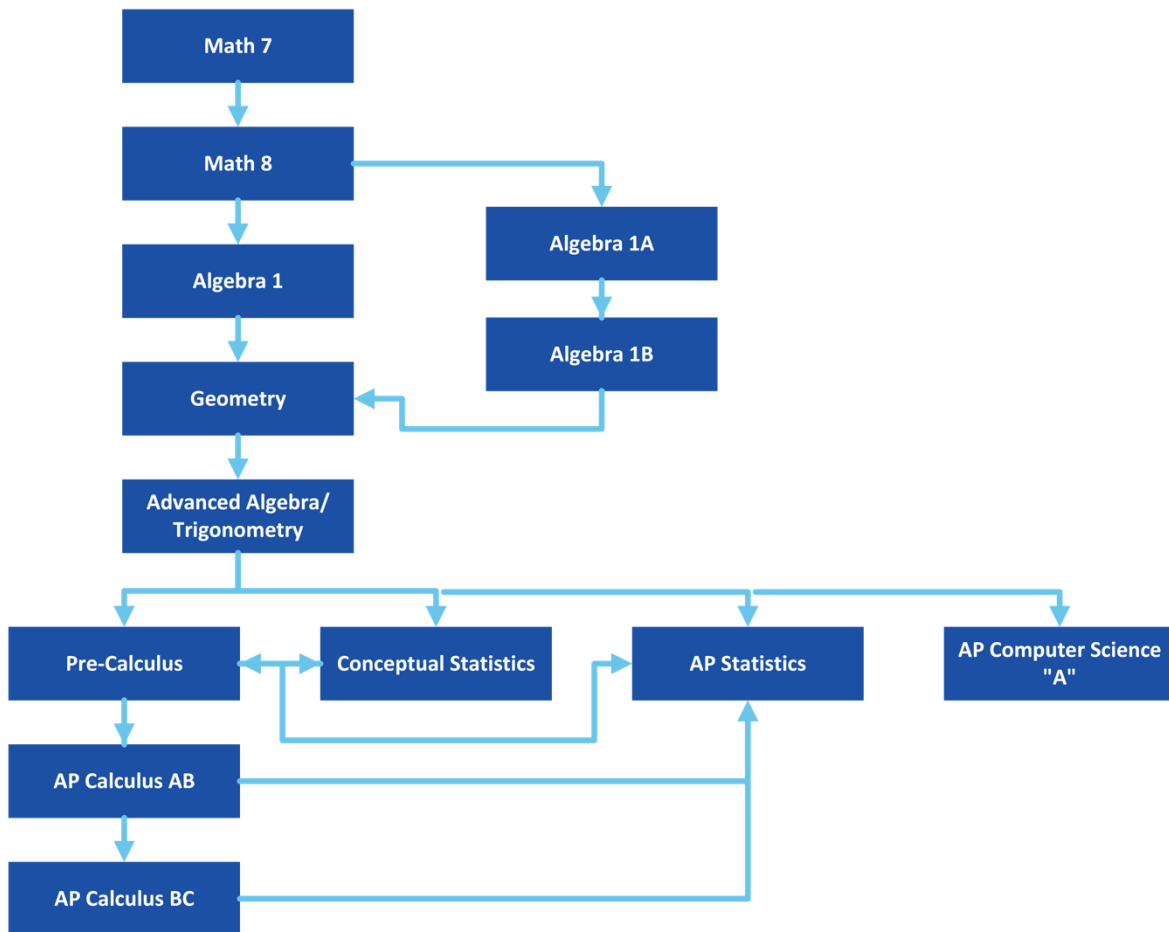 Math 7
Math 8
Algebra 1A
Algebra 1
Algebra 1B
Geometry
Advanced Algebra/
Trigonometry
Pre-Calculus
Conceptual Statistics
AP Statistics
AP Computer Science
"A"
AP Calculus AB
AP Calculus BC